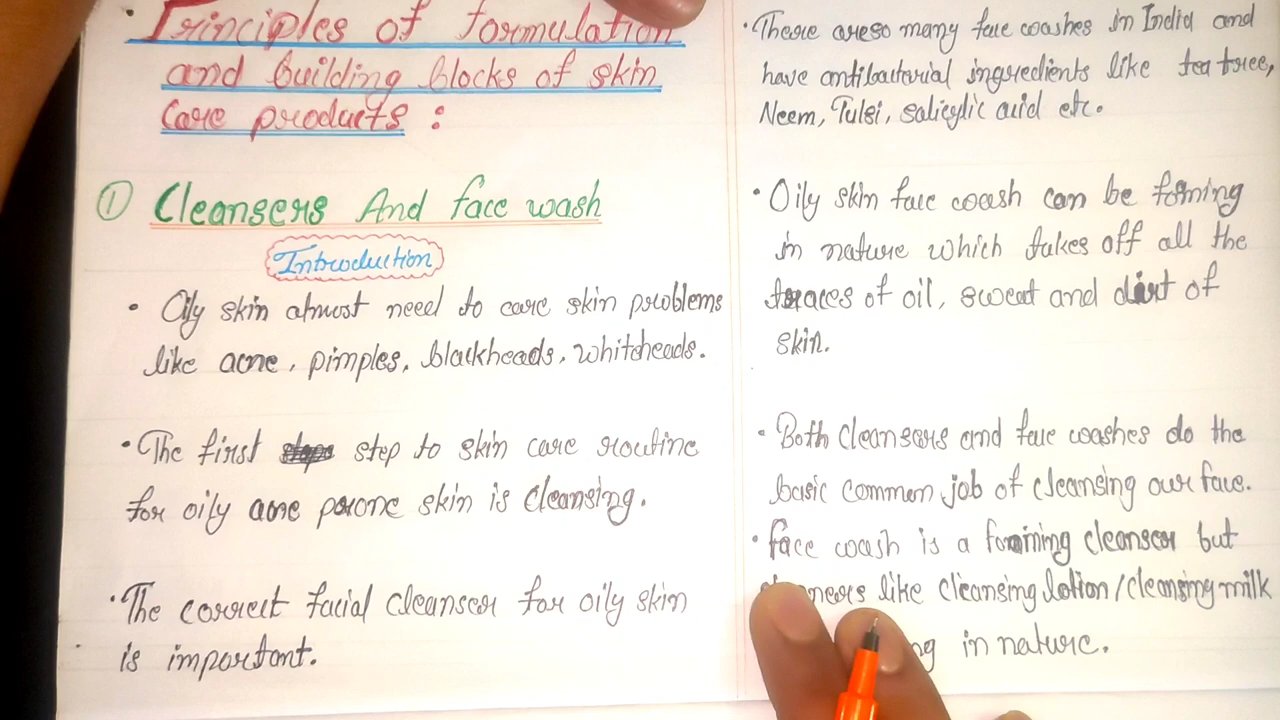 • Principles of formulation
and building blocks of skin
care products :
① Cleansers And face wash
Introduction
• Oily skin almost need to care skin problems
like acne, pimples, blackheads, whiteheads.
• The first step to skin care routine
for oily acne prone skin is Cleansing.
• The correct facial cleanser for oily skin
is important.
• There are so many face washes in India and
have antibacterial ingredients like tea tree,
Neem, Tulsi, salicylic acid etc.
• Oily skin face wash can be foming
in nature which takes off all the
traces of oil, sweat and dirt of
skin.
• Both cleansers and face washes do the
basic common job of cleansing our face.
• face wash is a foaming cleanser but
like cleansing lotion/cleansing milk
in nature.